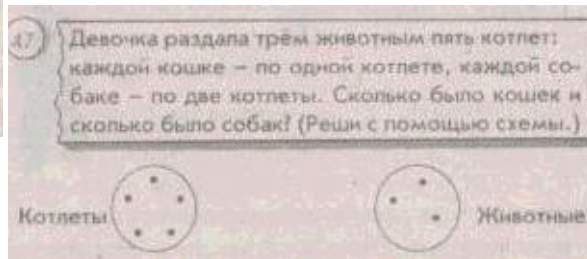 47
Девочка раздала трём животным пять котлет:
каждой кошке – по одной котлете, каждой со-
баке – по две котлеты. Сколько было кошек и
сколько было собак? (Реши с помощью схемы.)
Котлеты
Животные